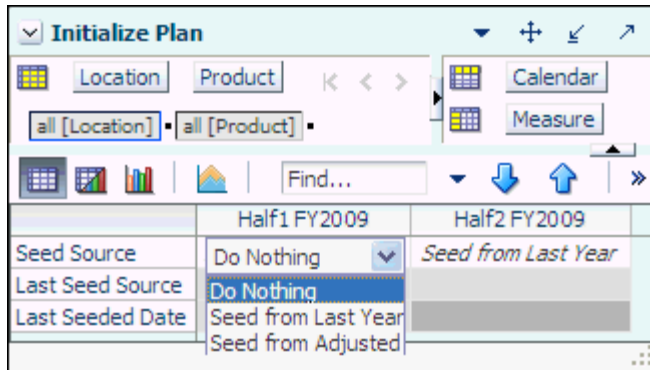 Initialize Plan
Location Product Calendar
all [Location] all [Product] Measure
Find...
Half1 FY2009 Half2 FY2009
Seed Source Do Nothing Seed from Last Year
Last Seed Source Do Nothing
Last Seeded Date Seed from Last Year
Seed from Adjusted